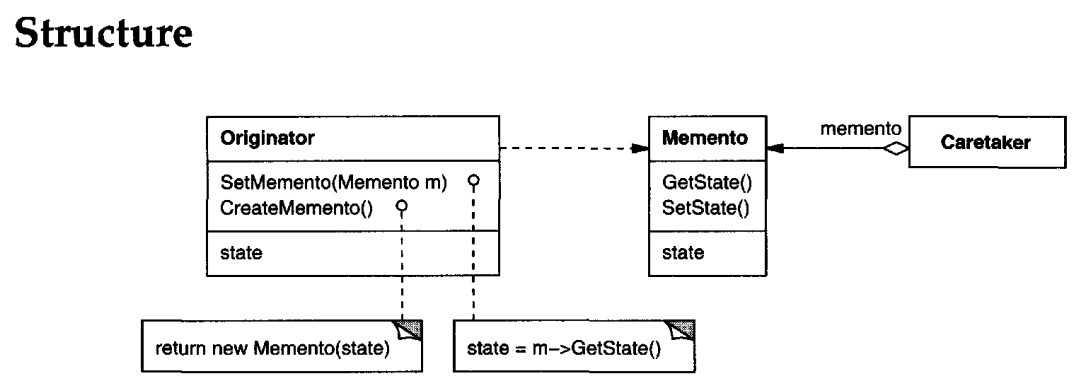 Structure
Originator
SetMemento(Memento m)
CreateMemento()
state
Memento
GetState()
SetState()
state
memento
Caretaker
return new Memento(state)
state = m->GetState()